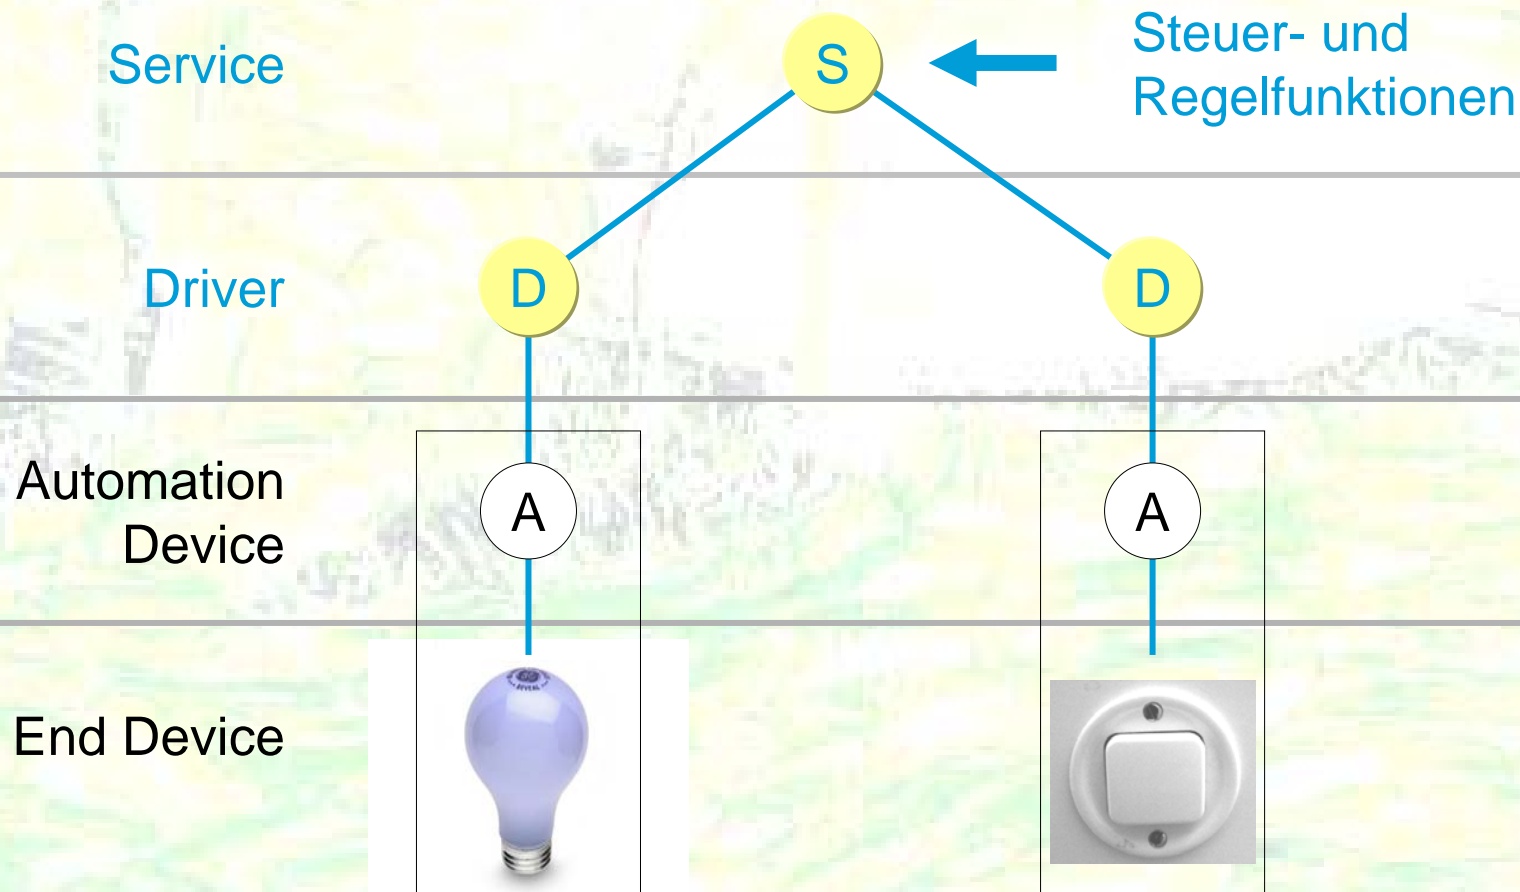 Service
S
Steuer- und
Regelfunktionen
Driver
D
D
Automation
Device
A
A
End Device